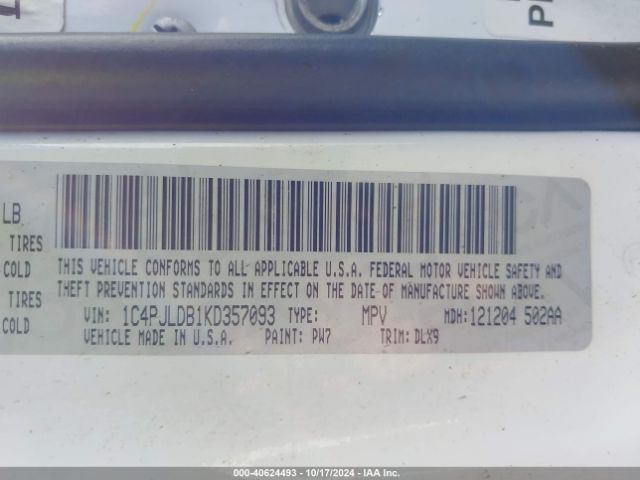 LB
TIRES
COLD
TIRES
COLD
THIS VEHICLE CONFORMS TO ALL APPLICABLE U.S.A. FEDERAL MOTOR VEHICLE SAFETY AND
THEFT PREVENTION STANDARDS IN EFFECT ON THE DATE OF MANUFACTURE SHOWN ABOVE.
VIN: 1C4PJLDB1KD357093 TYPE: MPV MDH:121204 502AA
VEHICLE MADE IN U.S.A. PAINT: PW7 TRIM: DLX9
000-40624493 - 10/17/2024 - IAA Inc.